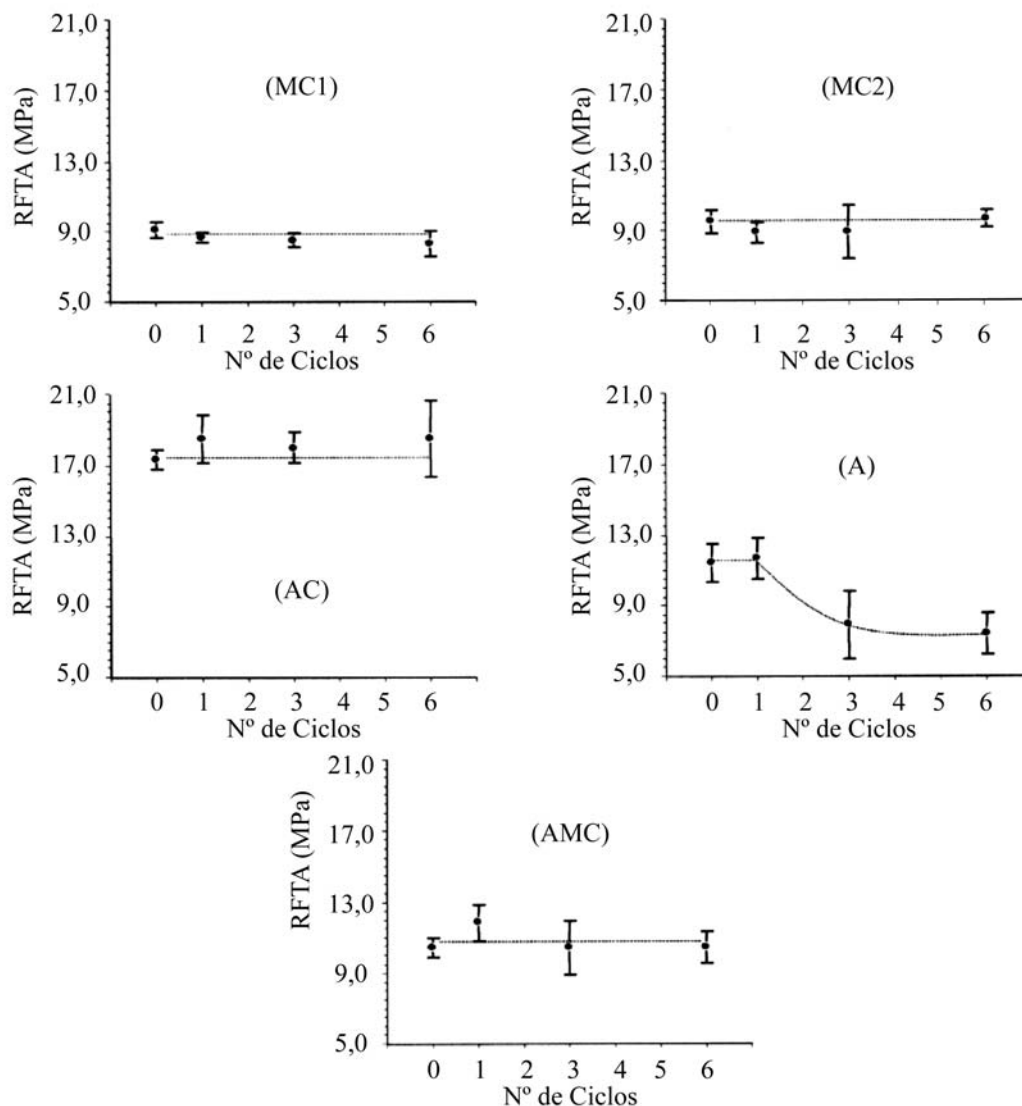 21,0
17,0
13,0
9,0
5,0
RFTA (MPa)
(MC1)
0 1 2 3 4 5 6
Nº de Ciclos
21,0
17,0
13,0
9,0
5,0
RFTA (MPa)
(MC2)
0 1 2 3 4 5 6
Nº de Ciclos
21,0
17,0
13,0
9,0
5,0
RFTA (MPa)
(AC)
0 1 2 3 4 5 6
Nº de Ciclos
21,0
17,0
13,0
9,0
5,0
RFTA (MPa)
(A)
0 1 2 3 4 5 6
Nº de Ciclos
21,0
17,0
13,0
9,0
5,0
RFTA (MPa)
(AMC)
0 1 2 3 4 5 6
Nº de Ciclos